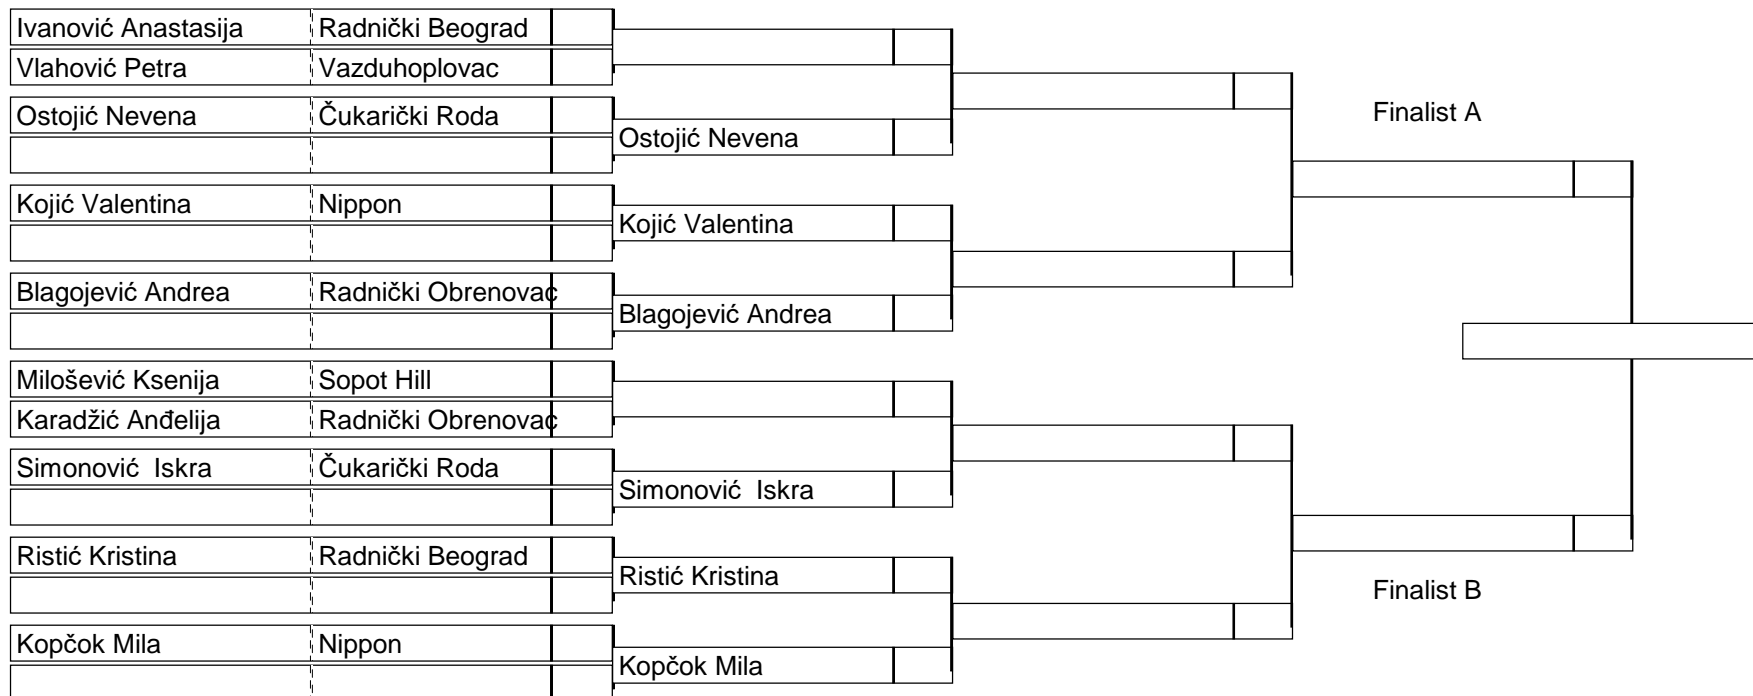 Ivanović Anastasija Radnički Beograd
Vlahović Petra Vazduhoplovac
Ostojić Nevena Čukarički Roda
Finalist A
Ostojić Nevena
Kojić Valentina Nippon
Kojić Valentina
Blagojević Andrea Radnički Obrenovac
Blagojević Andrea
Milošević Ksenija Sopot Hill
Karadžić Anđelija Radnički Obrenovac
Simonović  Iskra Čukarički Roda
Simonović  Iskra
Ristić Kristina Radnički Beograd
Ristić Kristina
Finalist B
Kopčok Mila Nippon
Kopčok Mila